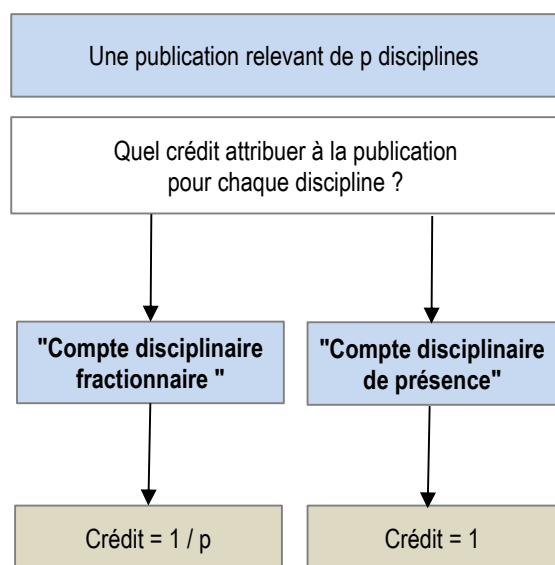 Une publication relevant de p disciplines
Quel crédit attribuer à la publication
pour chaque discipline ?
"Compte disciplinaire
fractionnaire "
"Compte disciplinaire
de présence"
Crédit = 1 / p
Crédit = 1